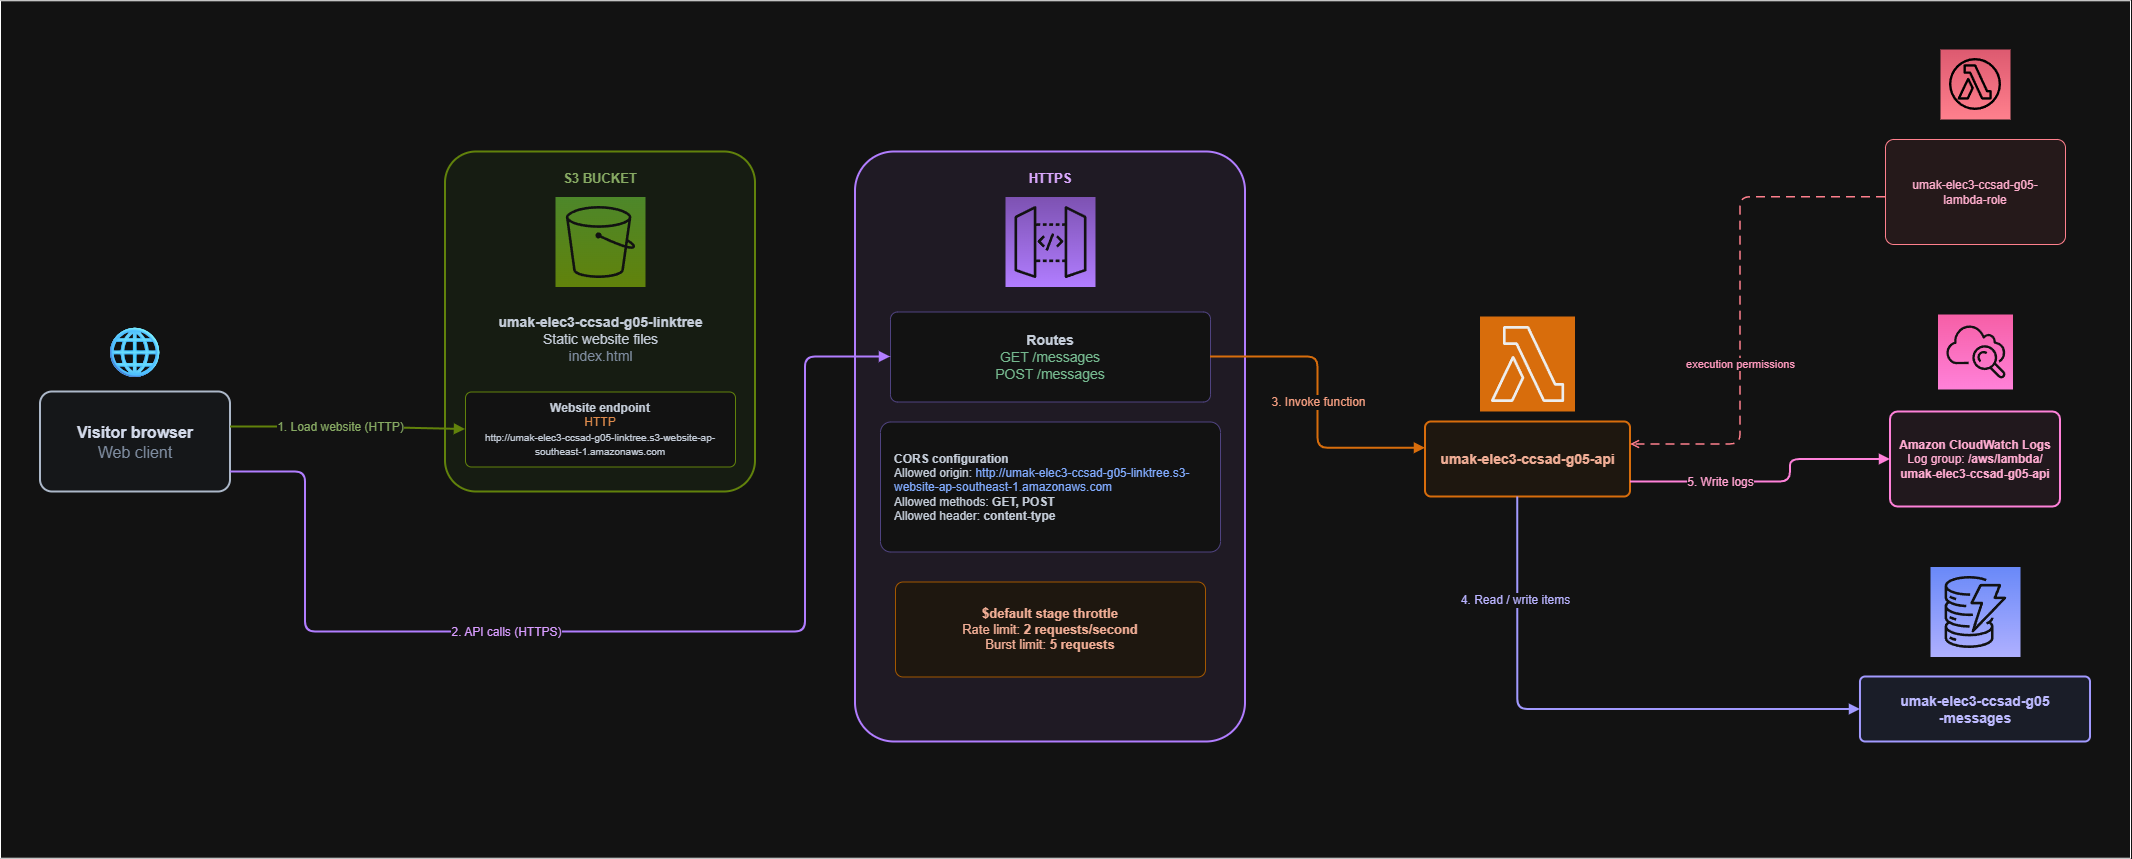 S3 BUCKET
umak-elec3-ccsad-g05-linktree
Static website files
index.html
Website endpoint
HTTP
http://umak-elec3-ccsad-g05-linktree.s3-website-ap-
southeast-1.amazonaws.com
Visitor browser
Web client
1. Load website (HTTP)
2. API calls (HTTPS)
HTTPS
</>
Routes
GET /messages
POST /messages
CORS configuration
Allowed origin: http://umak-elec3-ccsad-g05-linktree.s3-
website-ap-southeast-1.amazonaws.com
Allowed methods: GET, POST
Allowed header: content-type
$default stage throttle
Rate limit: 2 requests/second
Burst limit: 5 requests
3. Invoke function
umak-elec3-ccsad-g05-api
umak-elec3-ccsad-g05-
lambda-role
execution permissions
Amazon CloudWatch Logs
Log group: /aws/lambda/
umak-elec3-ccsad-g05-api
5. Write logs
4. Read / write items
umak-elec3-ccsad-g05
-messages